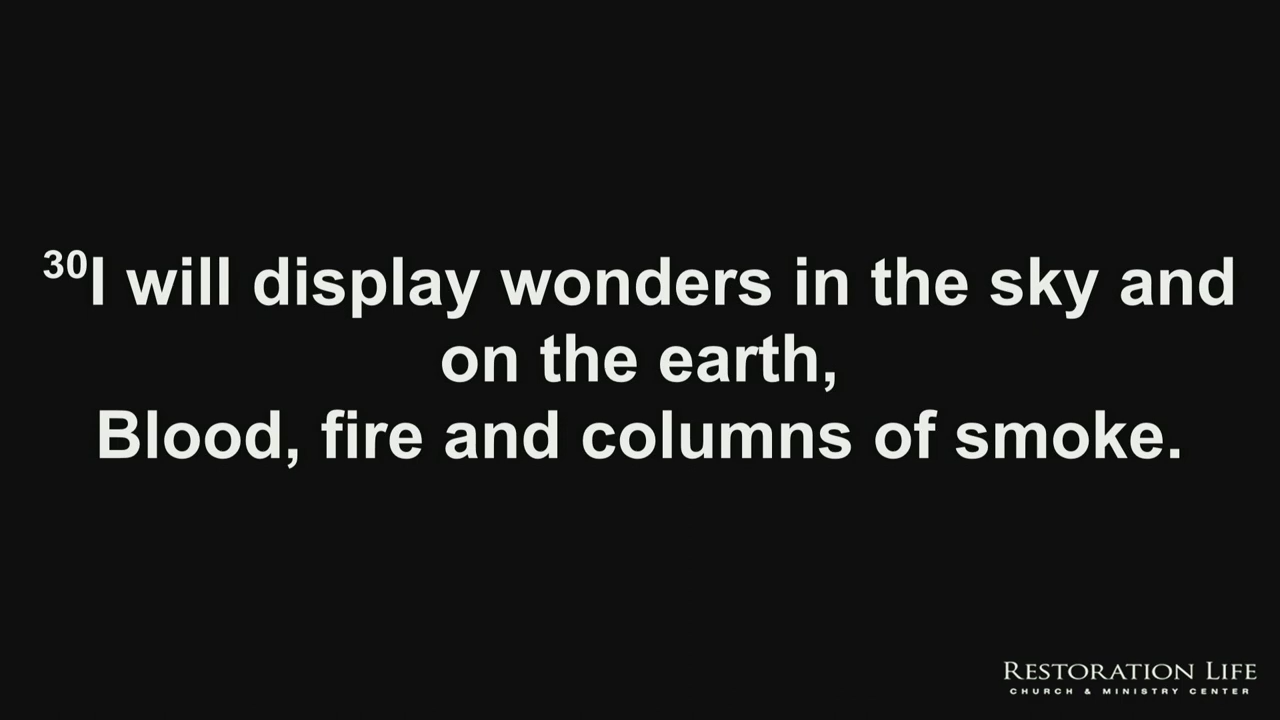 30I will display wonders in the sky and
on the earth,
Blood, fire and columns of smoke.
RESTORATION LIFE
CHURCH & MINISTRY CENTER